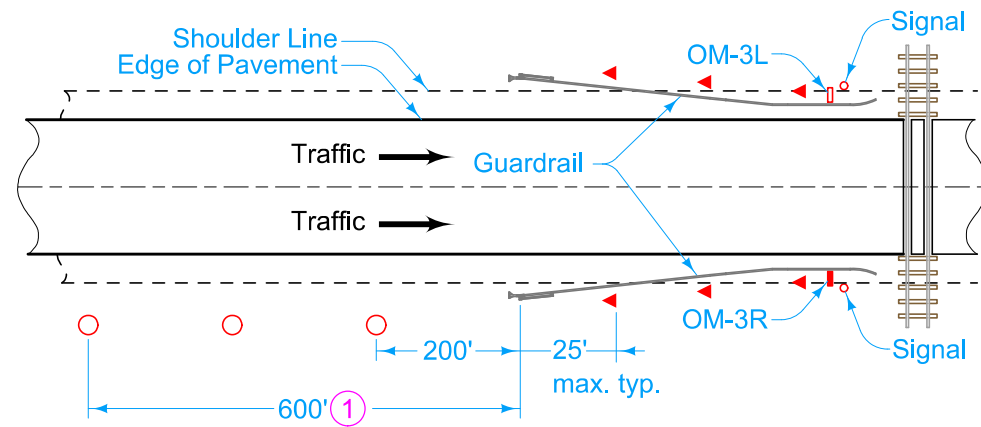 Shoulder Line
Edge of Pavement
OM-3L
Signal
Traffic
Guardrail
Traffic
OM-3R
Signal
200'
25'
max. typ.
600' 1